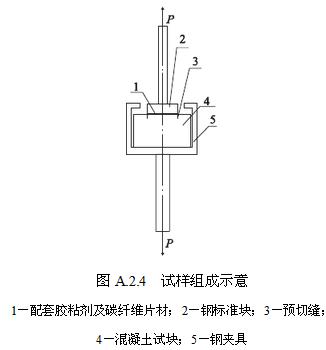 P
2
1
3
4
5
P
图 A.2.4 试样组成示意
1—配套胶粘剂及碳纤维片材；2—钢标准块；3—预切缝；
4—混凝土试块；5—钢夹具